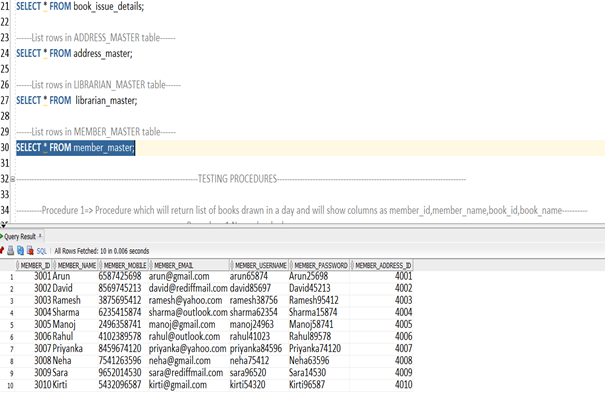 21 SELECT * FROM book_issue_details;
22
23 ------List rows in ADDRESS_MASTER table------
24 SELECT * FROM address_master;
25
26 ------List rows in LIBRARIAN_MASTER table------
27 SELECT * FROM librarian_master;
28
29 ------List rows in MEMBER_MASTER table------
30 SELECT * FROM member_master;
31
32 TESTING PROCEDURES
33
34 Procedure 1=> Procedure which will return list of books drawn in a day and will show columns as member_id,member_name,book_id,book_name
Query Result
SQL | All Rows Fetched: 10 in 0.006 seconds
MEMBER_ID MEMBER_NAME MEMBER_MOBILE MEMBER_EMAIL MEMBER_USERNAME MEMBER_PASSWORD MEMBER_ADDRESS_ID
1 3001 Arun 6587425698 arun@gmail.com arun65874 Arun25698 4001
2 3002 David 8569745213 david@rediffmail.com david85697 David45213 4002
3 3003 Ramesh 3875695412 ramesh@yahoo.com ramesh38756 Ramesh95412 4003
4 3004 Sharma 6235415874 sharma@outlook.com sharma62354 Sharma15874 4004
5 3005 Manoj 2496358741 manoj@gmail.com manoj24963 Manoj58741 4005
6 3006 Rahul 4102389578 rahul@outlook.com rahul41023 Rahul89578 4006
7 3007 Priyanka 8459674120 priyanka@yahoo.com priyanka84596 Priyanka74120 4007
8 3008 Neha 7541263596 neha@gmail.com neha75412 Neha63596 4008
9 3009 Sara 9652014530 sara@rediffmail.com sara96520 Sara14530 4009
10 3010 Kirti 5432096587 kirti@gmail.com kirti54320 Kirti96587 4010